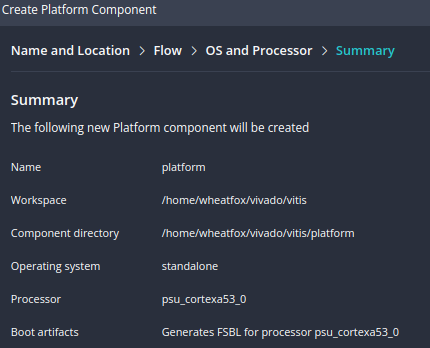 Create Platform Component
Name and Location > Flow > OS and Processor > Summary
Summary
The following new Platform component will be created
Name platform
Workspace /home/wheatfox/vivado/vitis
Component directory /home/wheatfox/vivado/vitis/platform
Operating system standalone
Processor psu_cortexa53_0
Boot artifacts Generates FSBL for processor psu_cortexa53_0